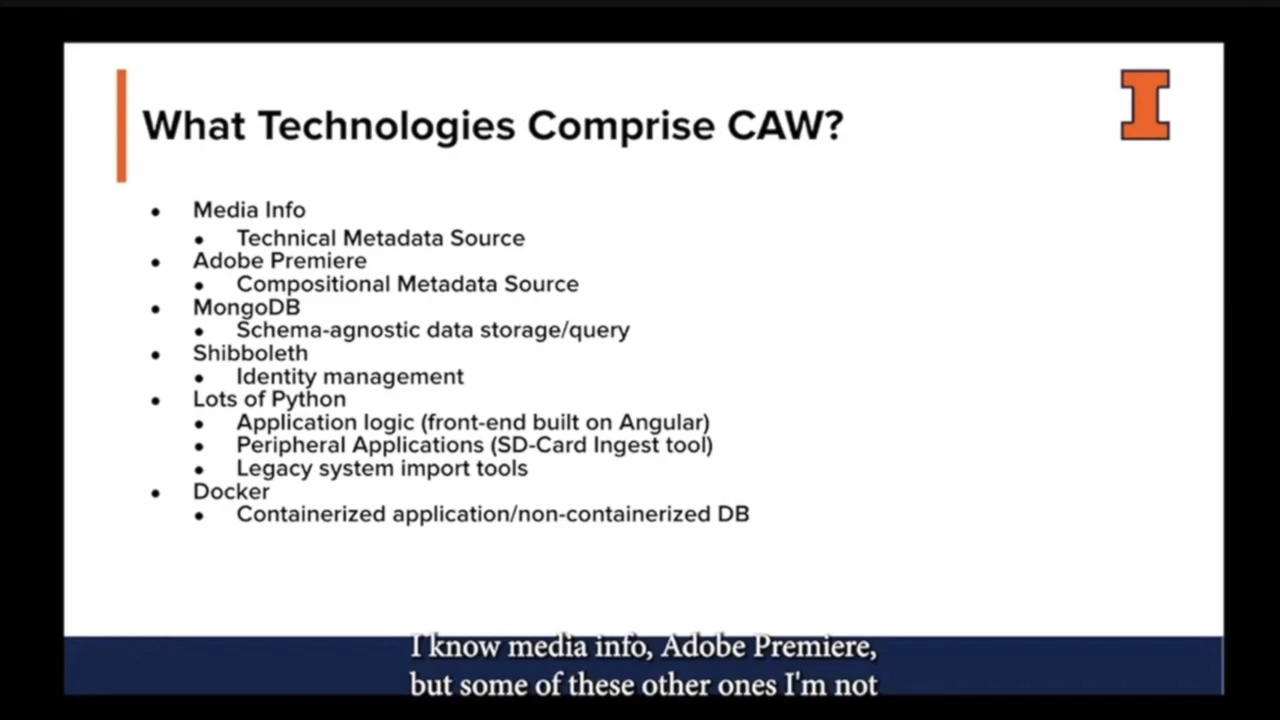 What Technologies Comprise CAW?
• Media Info
• Technical Metadata Source
• Adobe Premiere
• Compositional Metadata Source
• MongoDB
• Schema-agnostic data storage/query
• Shibboleth
• Identity management
• Lots of Python
• Application logic (front-end built on Angular)
• Peripheral Applications (SD-Card Ingest tool)
• Legacy system import tools
• Docker
• Containerized application/non-containerized DB
I know media info, Adobe Premiere,
but some of these other ones I'm not